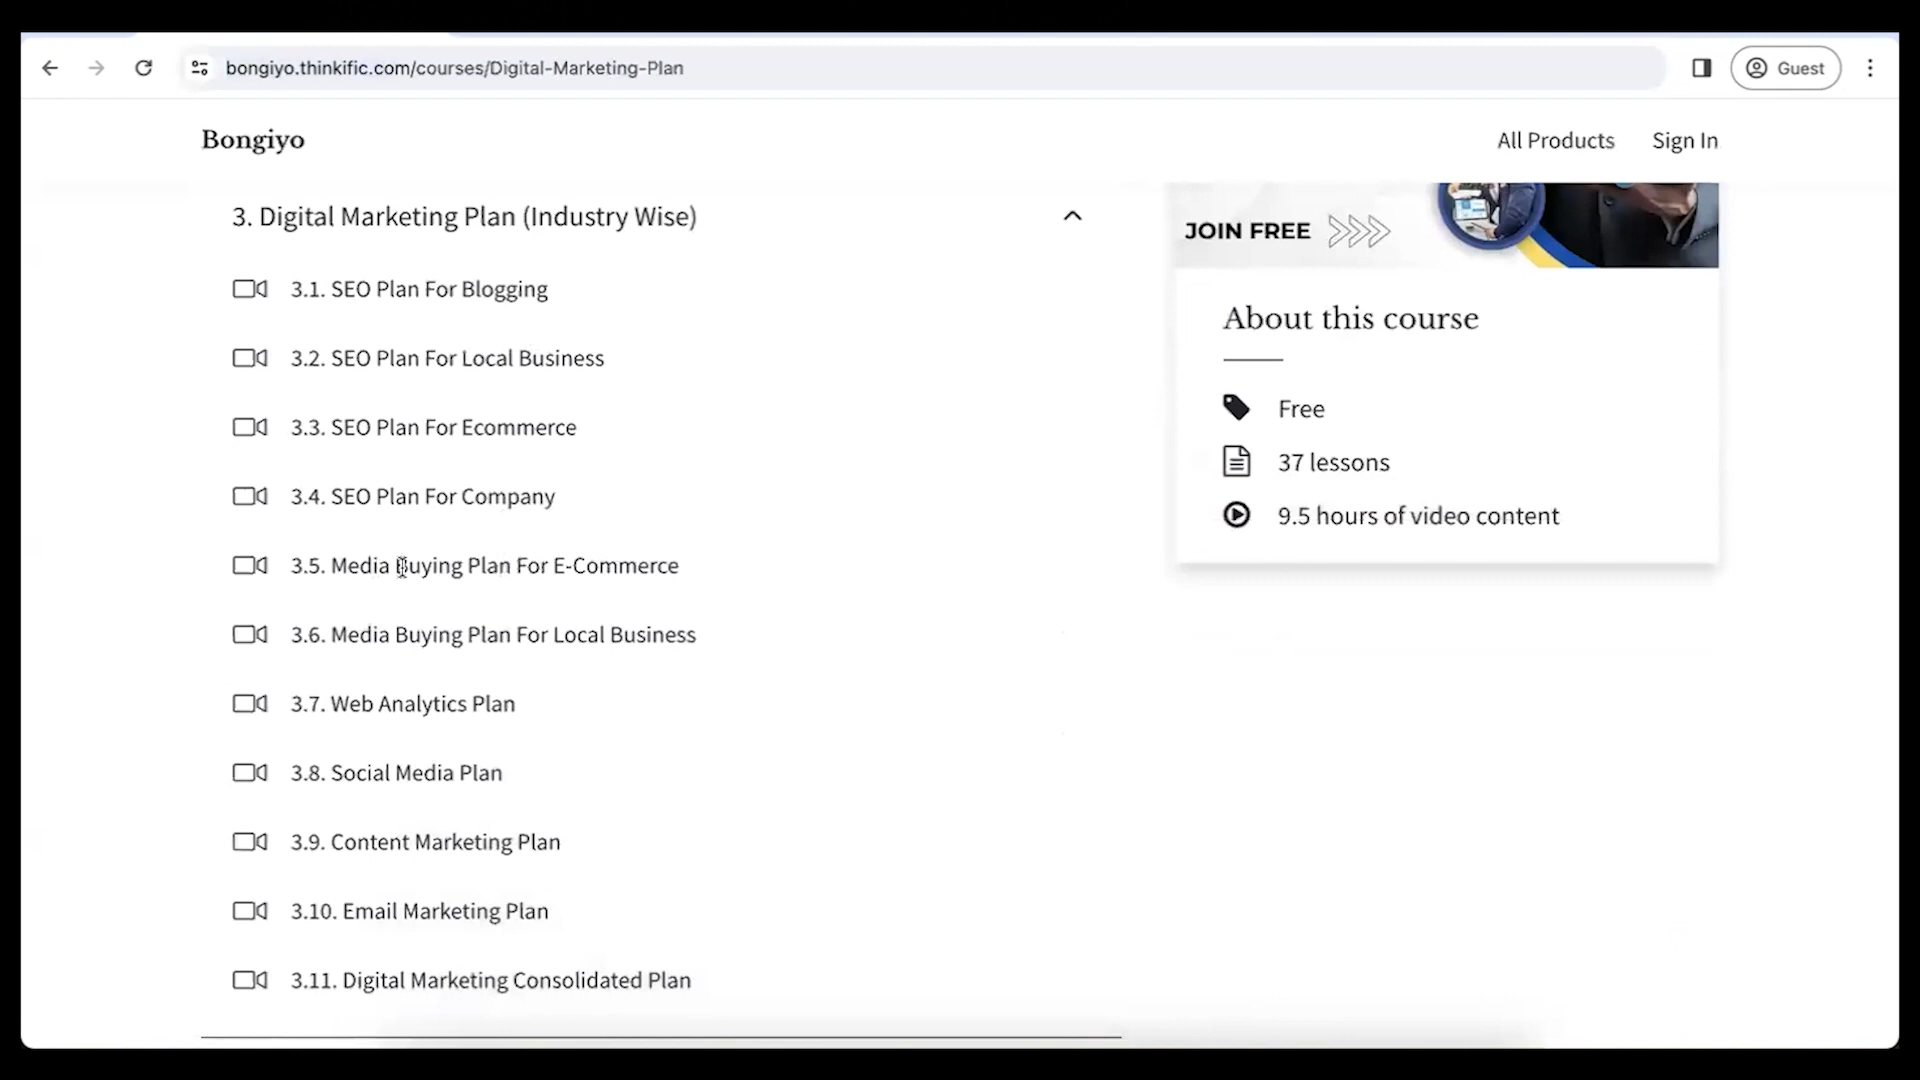 bongiyo.thinkific.com/courses/Digital-Marketing-Plan
Guest
Bongiyo
All Products
Sign In
3. Digital Marketing Plan (Industry Wise)
3.1. SEO Plan For Blogging
3.2. SEO Plan For Local Business
3.3. SEO Plan For Ecommerce
3.4. SEO Plan For Company
3.5. Media Buying Plan For E-Commerce
3.6. Media Buying Plan For Local Business
3.7. Web Analytics Plan
3.8. Social Media Plan
3.9. Content Marketing Plan
3.10. Email Marketing Plan
3.11. Digital Marketing Consolidated Plan
JOIN FREE
About this course
Free
37 lessons
9.5 hours of video content